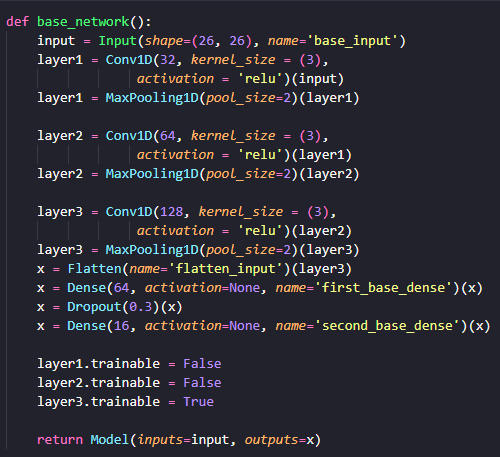 def base_network():
    input = Input(shape=(26, 26), name='base_input')
    layer1 = Conv1D(32, kernel_size = (3),
                 activation = 'relu')(input)
    layer1 = MaxPooling1D(pool_size=2)(layer1)
    layer2 = Conv1D(64, kernel_size = (3),
                 activation = 'relu')(layer1)
    layer2 = MaxPooling1D(pool_size=2)(layer2)
    layer3 = Conv1D(128, kernel_size = (3),
                 activation = 'relu')(layer2)
    layer3 = MaxPooling1D(pool_size=2)(layer3)
    x = Flatten(name='flatten_input')(layer3)
    x = Dense(64, activation=None, name='first_base_dense')(x)
    x = Dropout(0.3)(x)
    x = Dense(16, activation=None, name='second_base_dense')(x)
    layer1.trainable = False
    layer2.trainable = False
    layer3.trainable = True
    return Model(inputs=input, outputs=x)